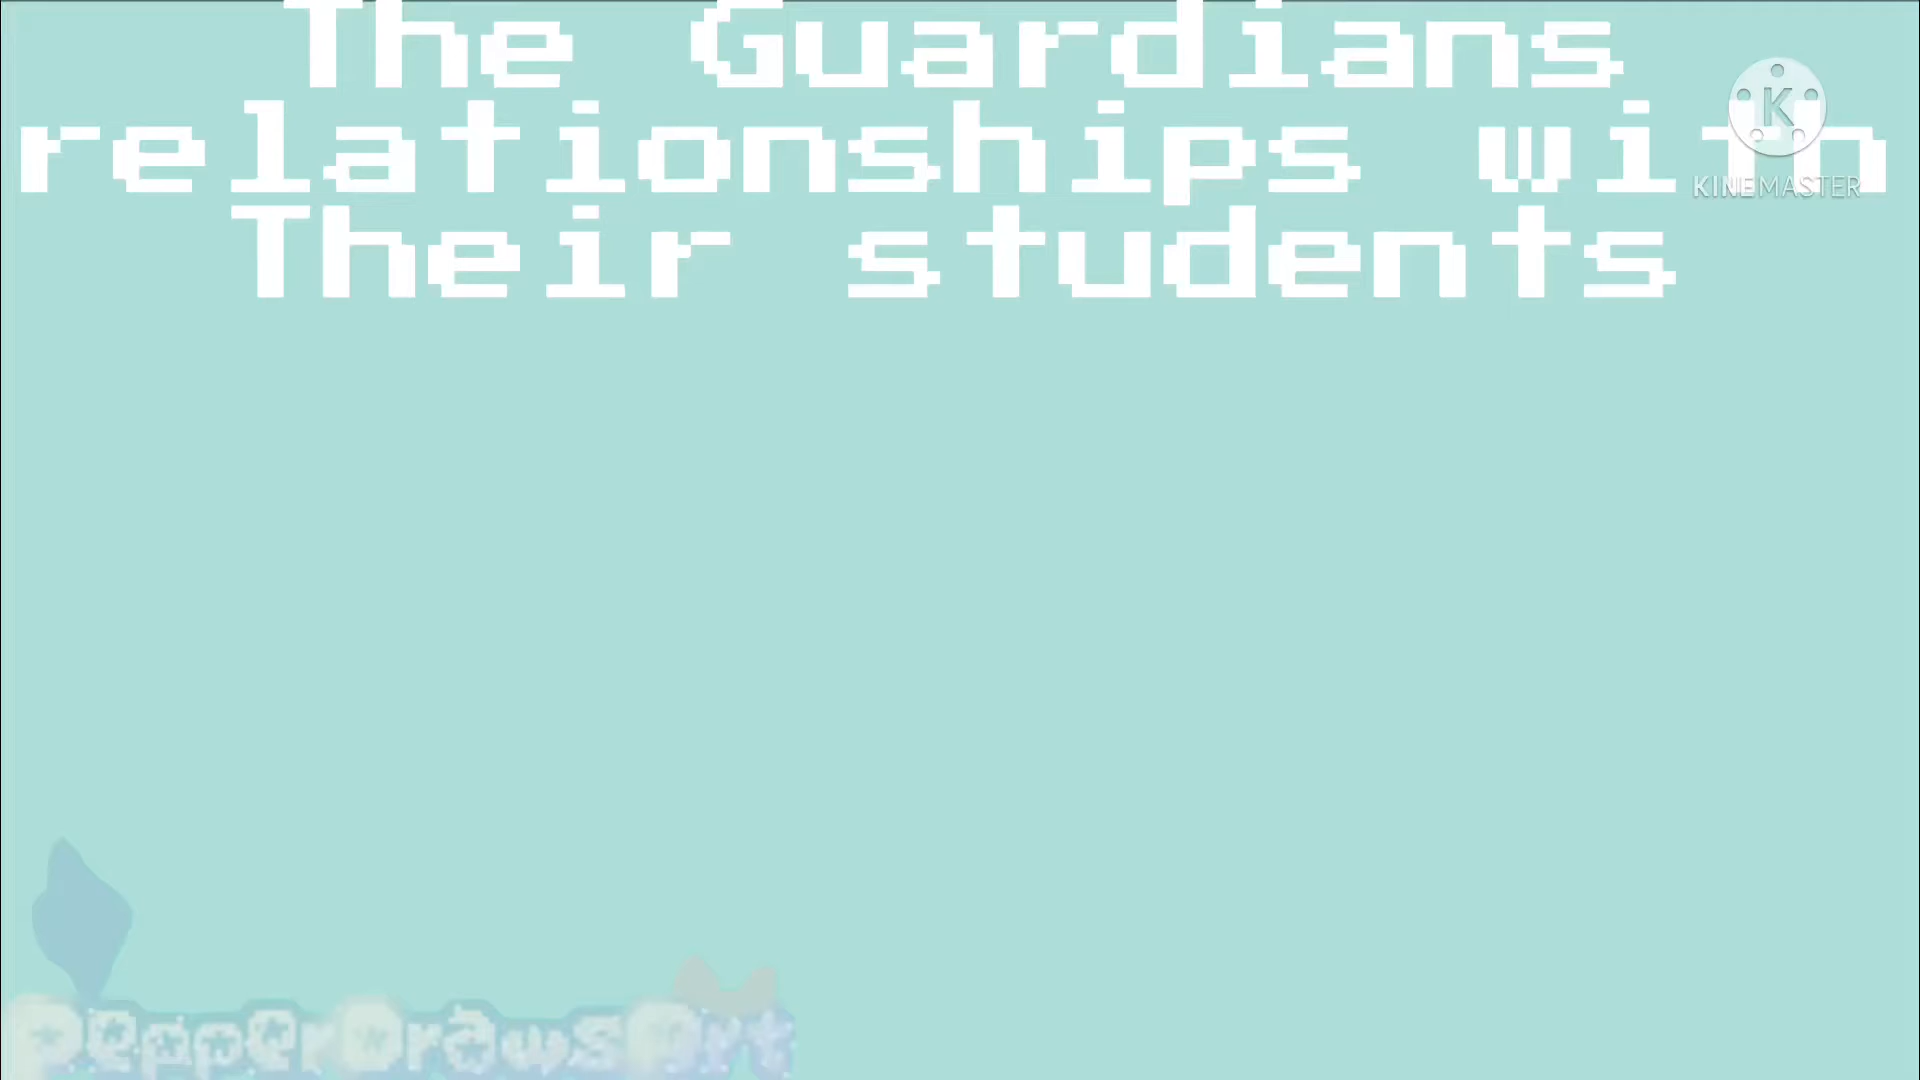 The Guardians
relationships with
Their students
K
KINEMASTER
PepperDrawsArt